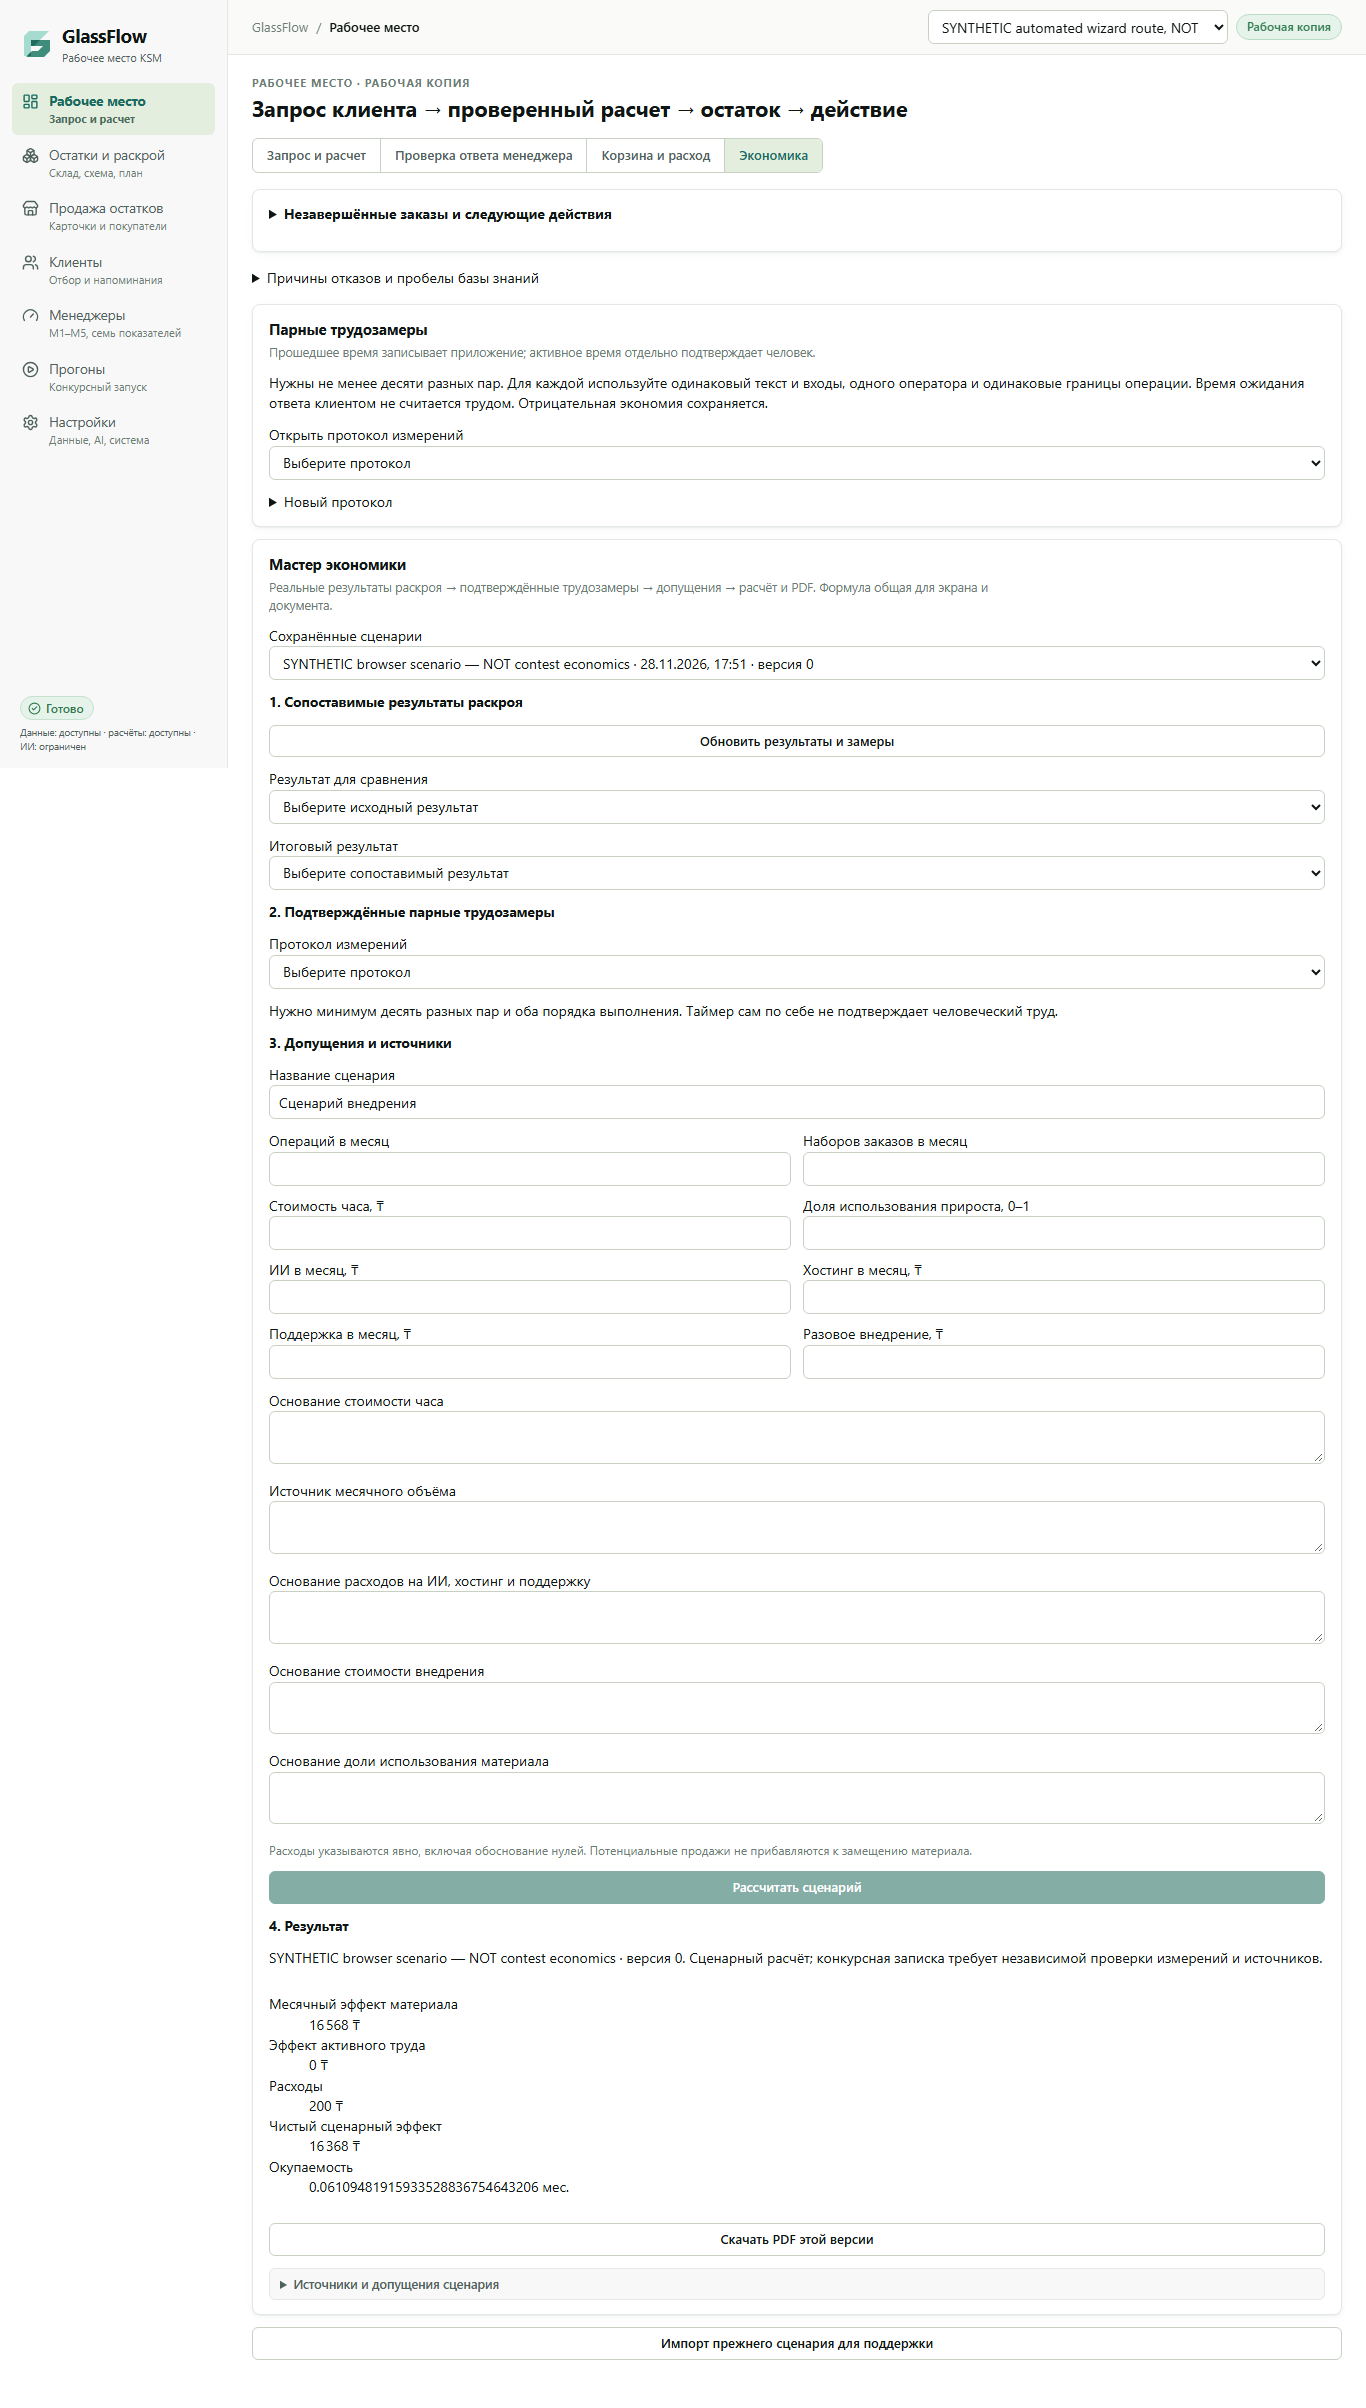 GlassFlow
Рабочее место KSM
Рабочее место
Запрос и расчет
Остатки и раскрой
Склад, схема, план
Продажа остатков
Карточки и покупатели
Клиенты
Отбор и напоминания
Менеджеры
М1–М5, семь показателей
Прогоны
Конкурсный запуск
Настройки
Данные, AI, система
Готово
Данные: доступны · расчёты: доступны ·
ИИ: ограничен
GlassFlow / Рабочее место
SYNTHETIC automated wizard route, NOT
Рабочая копия
РАБОЧЕЕ МЕСТО · РАБОЧАЯ КОПИЯ
Запрос клиента → проверенный расчет → остаток → действие
Запрос и расчет
Проверка ответа менеджера
Корзина и расход
Экономика
Незавершённые заказы и следующие действия
Причины отказов и пробелы базы знаний
Парные трудозамеры
Прошедшее время записывает приложение; активное время отдельно подтверждает человек.
Нужны не менее десяти разных пар. Для каждой используйте одинаковый текст и входы, одного оператора и одинаковые границы операции. Время ожидания
ответа клиентом не считается трудом. Отрицательная экономия сохраняется.
Открыть протокол измерений
Выберите протокол
Новый протокол
Мастер экономики
Реальные результаты раскроя → подтверждённые трудозамеры → допущения → расчёт и PDF. Формула общая для экрана и
документа.
Сохранённые сценарии
SYNTHETIC browser scenario — NOT contest economics · 28.11.2026, 17:51 · версия 0
1. Сопоставимые результаты раскроя
Обновить результаты и замеры
Результат для сравнения
Выберите исходный результат
Итоговый результат
Выберите сопоставимый результат
2. Подтверждённые парные трудозамеры
Протокол измерений
Выберите протокол
Нужно минимум десять разных пар и оба порядка выполнения. Таймер сам по себе не подтверждает человеческий труд.
3. Допущения и источники
Название сценария
Сценарий внедрения
Операций в месяц
Наборов заказов в месяц
Стоимость часа, ₸
Доля использования прироста, 0–1
ИИ в месяц, ₸
Хостинг в месяц, ₸
Поддержка в месяц, ₸
Разовое внедрение, ₸
Основание стоимости часа
Источник месячного объёма
Основание расходов на ИИ, хостинг и поддержку
Основание стоимости внедрения
Основание доли использования материала
Расходы указываются явно, включая обоснование нулей. Потенциальные продажи не прибавляются к замещению материала.
Рассчитать сценарий
4. Результат
SYNTHETIC browser scenario — NOT contest economics · версия 0. Сценарный расчёт; конкурсная записка требует независимой проверки измерений и источников.
Месячный эффект материала
16 568 ₸
Эффект активного труда
0 ₸
Расходы
200 ₸
Чистый сценарный эффект
16 368 ₸
Окупаемость
0.06109481915933528836754643206 мес.
Скачать PDF этой версии
Источники и допущения сценария
Импорт прежнего сценария для поддержки